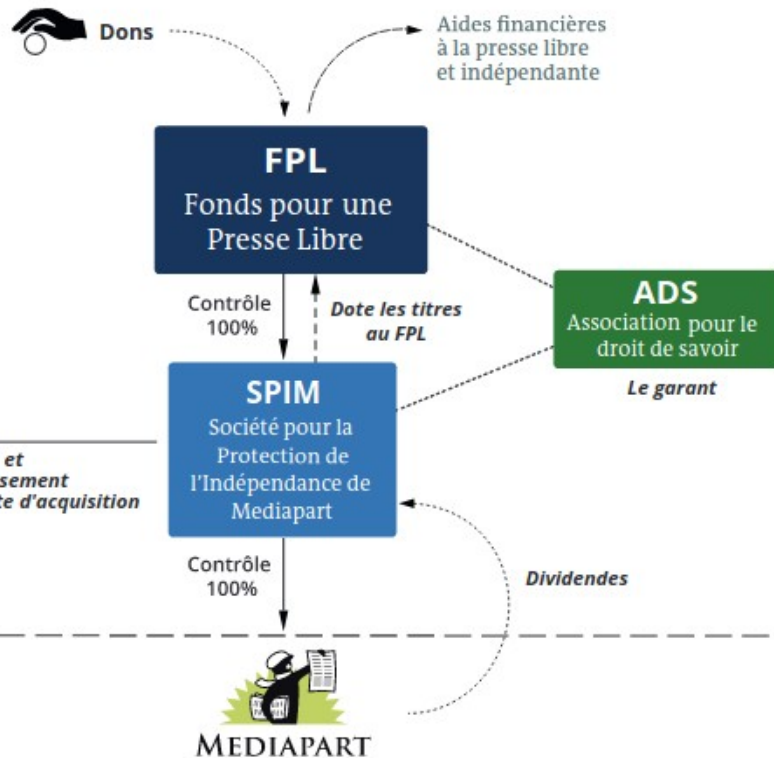 Dons
Aides financières
à la presse libre
et indépendante
FPL
Fonds pour une
Presse Libre
Contrôle
100%
Dote les titres
au FPL
ADS
Association pour le
droit de savoir
Le garant
SPIM
Société pour la
Protection de
l'Indépendance de
Mediapart
et
sement
te d'acquisition
Contrôle
100%
Dividendes
MEDIAPART